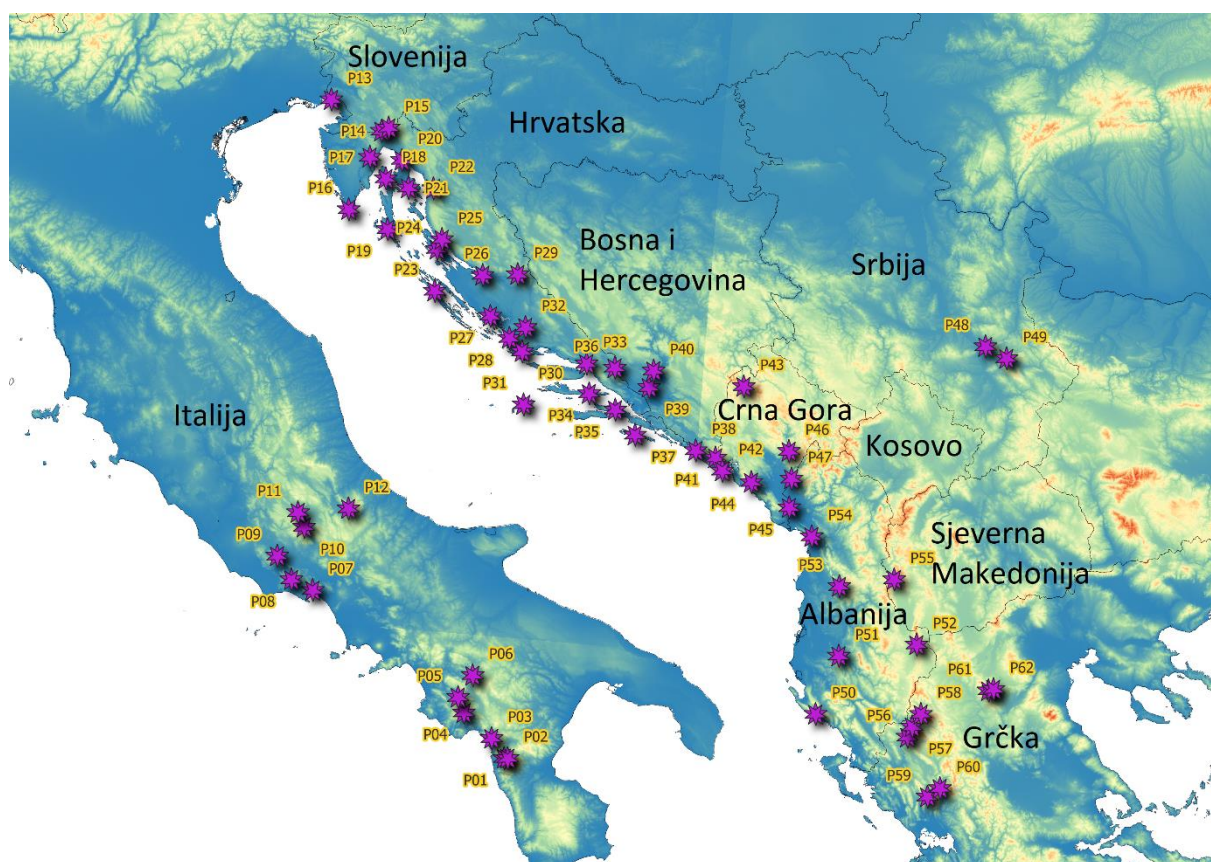 Slovenija
P13
P15
P14
P20
Hrvatska
P17
P18
P22
P16
P21
P24
P25
P19
P26
P29
Bosna i
Hercegovina
Srbija
P23
P32
P27
P48
P49
P28
P36
P33
P40
P43
P30
P31
Italija
P34
P39
Crna Gora
P35
P38
P46
P37
P42
P47
Kosovo
P41
P44
P12
P11
P45
P54
P09
P10
P07
P53
P55
Sjeverna
Makedonija
P08
Albanija
P51
P52
P06
P05
P61
P62
P50
P58
P03
P04
P02
P56
Grčka
P57
P01
P59
P60